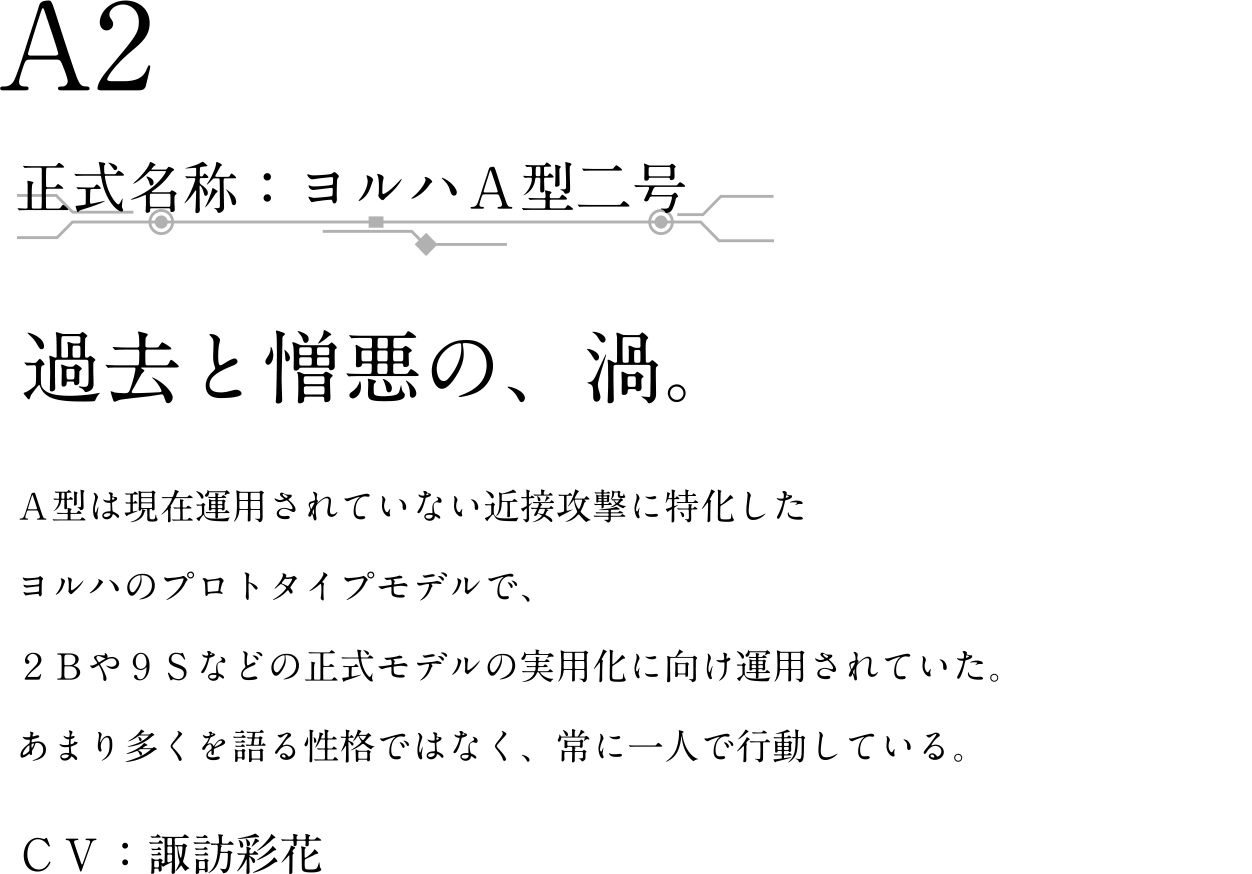 A2
正式名称：ヨルハＡ型二号
過去と憎悪の、渦。
Ａ型は現在運用されていない近接攻撃に特化した
ヨルハのプロトタイプモデルで、
２Ｂや９Ｓなどの正式モデルの実用化に向け運用されていた。
あまり多くを語る性格ではなく、常に一人で行動している。
ＣＶ：諏訪彩花